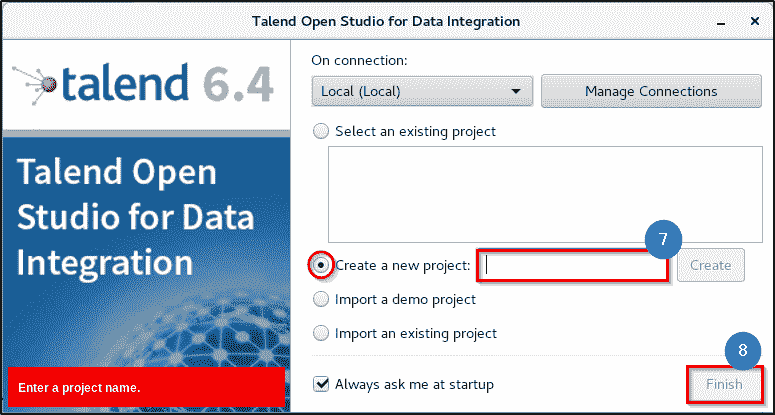 Talend Open Studio for Data Integration
talend 6.4
Talend Open
Studio for Data
Integration
Enter a project name.
On connection:
Local (Local)
Manage Connections
Select an existing project
7
Create a new project:
Create
Import a demo project
Import an existing project
8
Always ask me at startup
Finish